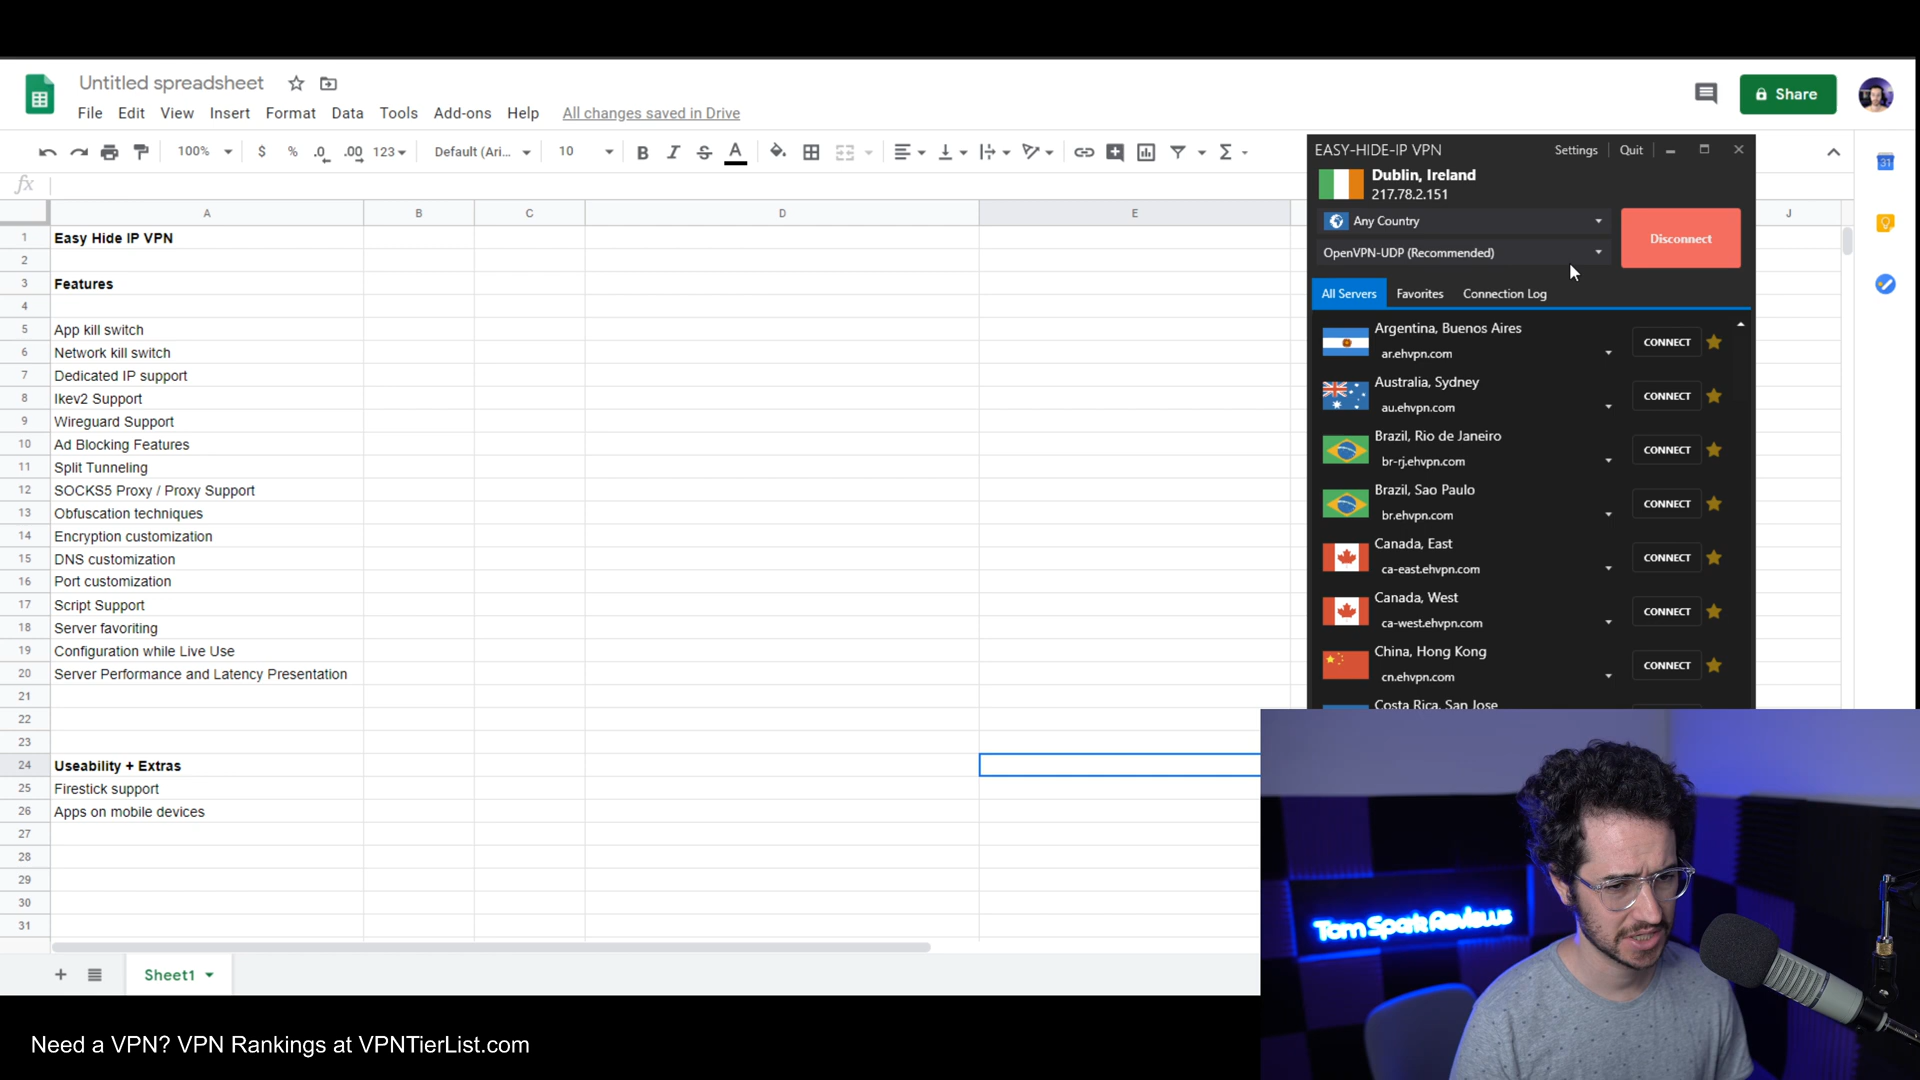 Untitled spreadsheet
File Edit View Insert Format Data Tools Add-ons Help All changes saved in Drive
Share
100% $ % .0 .00 123 Default (Ari... 10 B I S A
fx
A B C D E J
1 Easy Hide IP VPN
2
3 Features
4
5 App kill switch
6 Network kill switch
7 Dedicated IP support
8 Ikev2 Support
9 Wireguard Support
10 Ad Blocking Features
11 Split Tunneling
12 SOCKS5 Proxy / Proxy Support
13 Obfuscation techniques
14 Encryption customization
15 DNS customization
16 Port customization
17 Script Support
18 Server favoriting
19 Configuration while Live Use
20 Server Performance and Latency Presentation
21
22
23
24 Useability + Extras
25 Firestick support
26 Apps on mobile devices
27
28
29
30
31
Sheet1
EASY-HIDE-IP VPN Settings Quit
Dublin, Ireland
217.78.2.151
Any Country
OpenVPN-UDP (Recommended)
Disconnect
All Servers Favorites Connection Log
Argentina, Buenos Aires
ar.ehvpn.com
CONNECT
Australia, Sydney
au.ehvpn.com
CONNECT
Brazil, Rio de Janeiro
br-rj.ehvpn.com
CONNECT
Brazil, Sao Paulo
br.ehvpn.com
CONNECT
Canada, East
ca-east.ehvpn.com
CONNECT
Canada, West
ca-west.ehvpn.com
CONNECT
China, Hong Kong
cn.ehvpn.com
CONNECT
Costa Rica, San Jose
31
Tom Spark Reviews
Need a VPN? VPN Rankings at VPNTierList.com